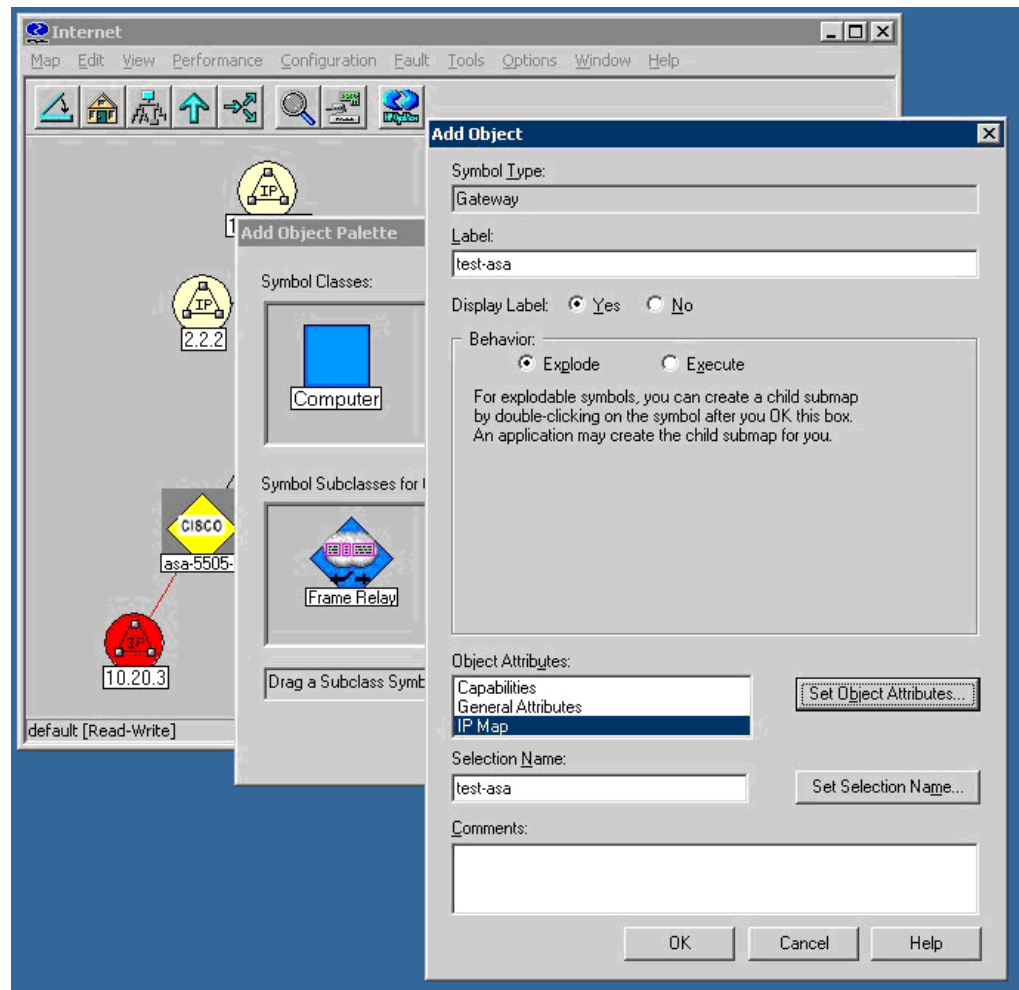 Internet
Map Edit View Performance Configuration Fault Tools Options Window Help
IP
1
IP
2.2.2
CISCO
asa-5505-
IP
10.20.3
default [Read-Write]
Add Object Palette
Symbol Classes:
Computer
Symbol Subclasses for
Frame Relay
Drag a Subclass Symb
Add Object
Symbol Type:
Gateway
Label:
test-asa
Display Label: Yes No
Behavior:
Explode Execute
For explodable symbols, you can create a child submap
by double-clicking on the symbol after you OK this box.
An application may create the child submap for you.
Object Attributes:
Capabilities
General Attributes
IP Map
Set Object Attributes...
Selection Name:
test-asa
Set Selection Name...
Comments:
OK Cancel Help